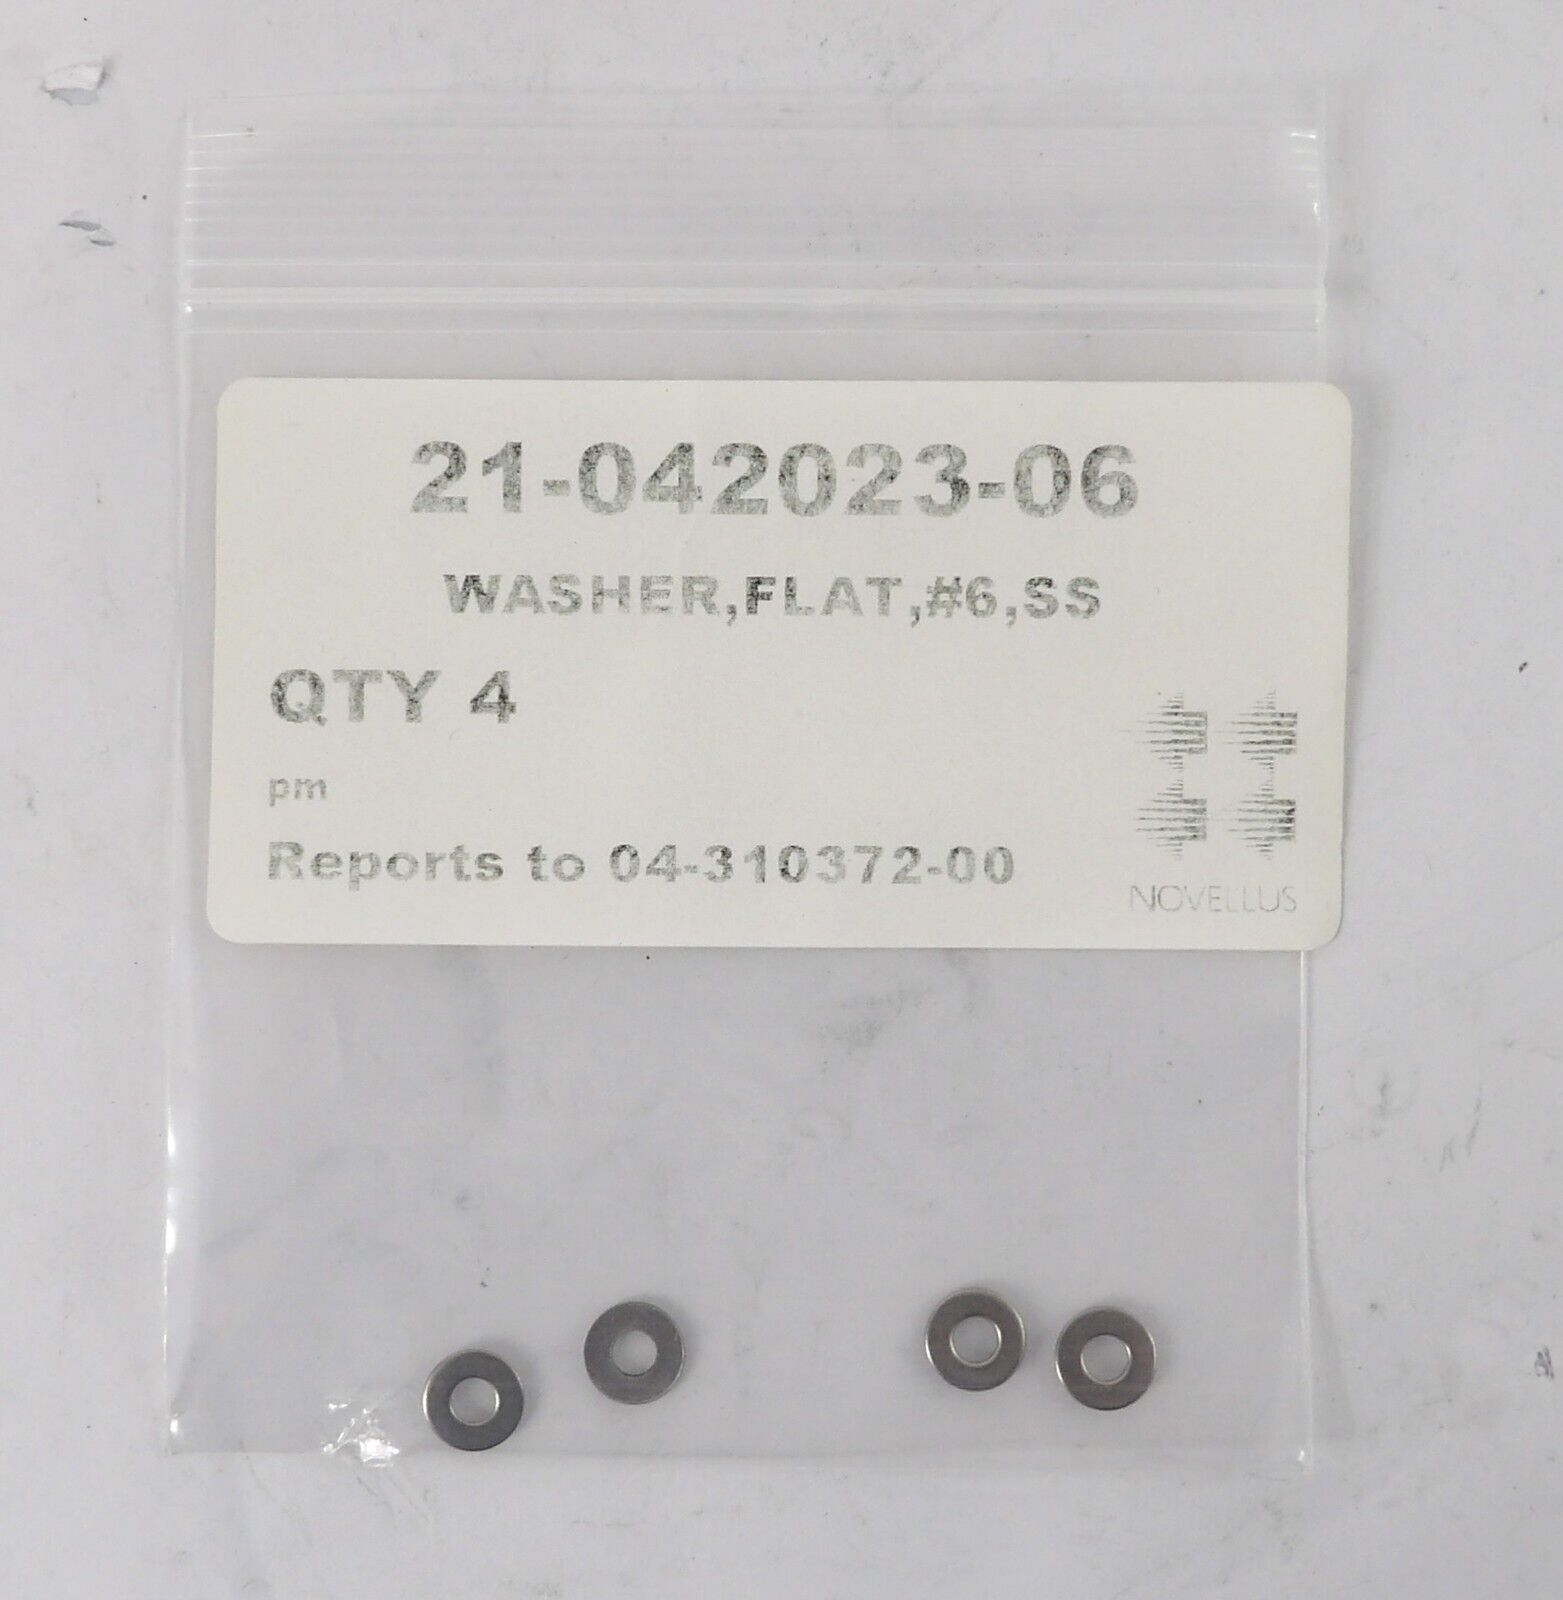 21-042023-06
WASHER,FLAT,#6,SS
QTY 4
pm
Reports to 04-310372-00
NOVELLUS